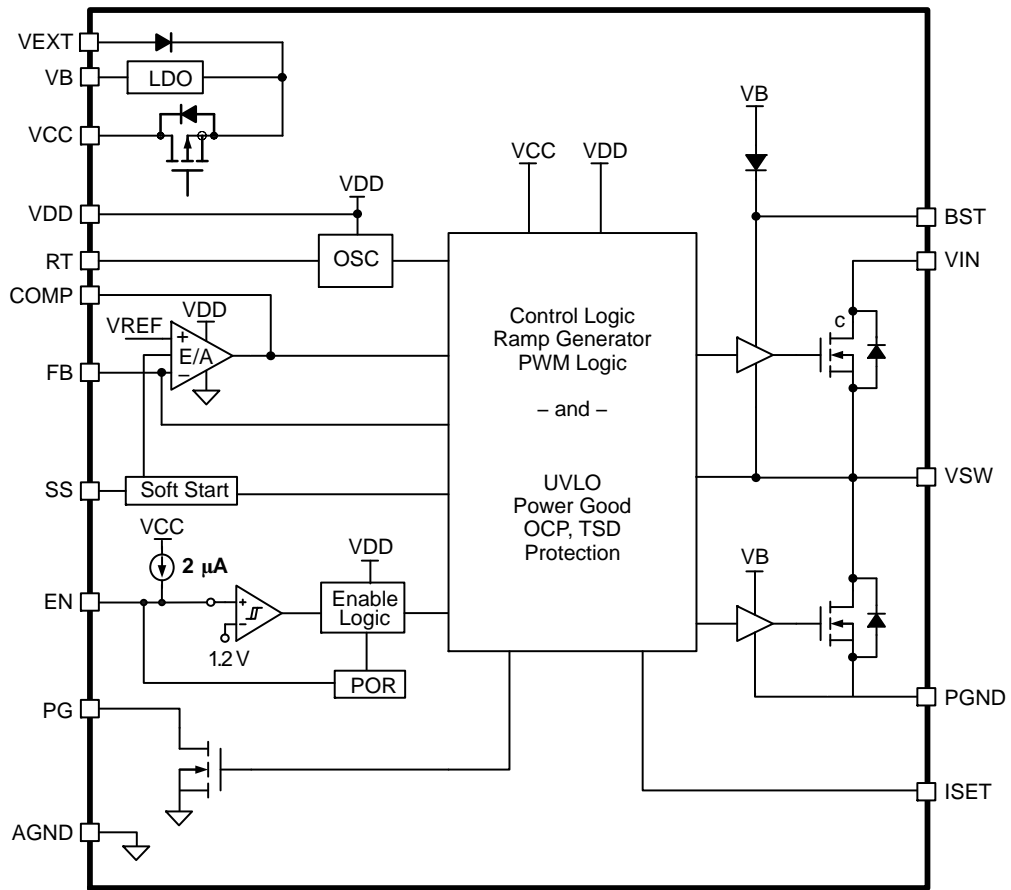 VEXT
VB
LDO
VCC
VDD
VDD
RT
OSC
COMP
VREF
VDD
+
E/A
–
FB
SS
Soft Start
VCC
2 μA
EN
+
–
1.2 V
VDD
Enable
Logic
POR
PG
AGND
VCC
VDD
Control Logic
Ramp Generator
PWM Logic
– and –
UVLO
Power Good
OCP, TSD
Protection
VB
BST
VIN
C
VSW
VB
PGND
ISET